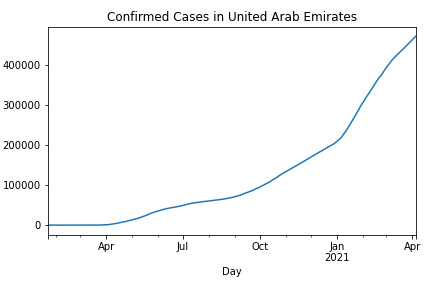 Confirmed Cases in United Arab Emirates
400000
300000
200000
100000
0
Apr Jul Oct Jan Apr
2021
Day